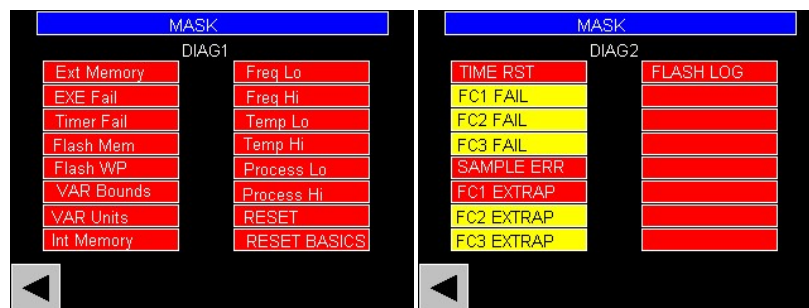 MASK
DIAG1
Ext Memory
EXE Fail
Timer Fail
Flash Mem
Flash WP
VAR Bounds
VAR Units
Int Memory
Freq Lo
Freq Hi
Temp Lo
Temp Hi
Process Lo
Process Hi
RESET
RESET BASICS
MASK
DIAG2
TIME RST
FC1 FAIL
FC2 FAIL
FC3 FAIL
SAMPLE ERR
FC1 EXTRAP
FC2 EXTRAP
FC3 EXTRAP
FLASH LOG